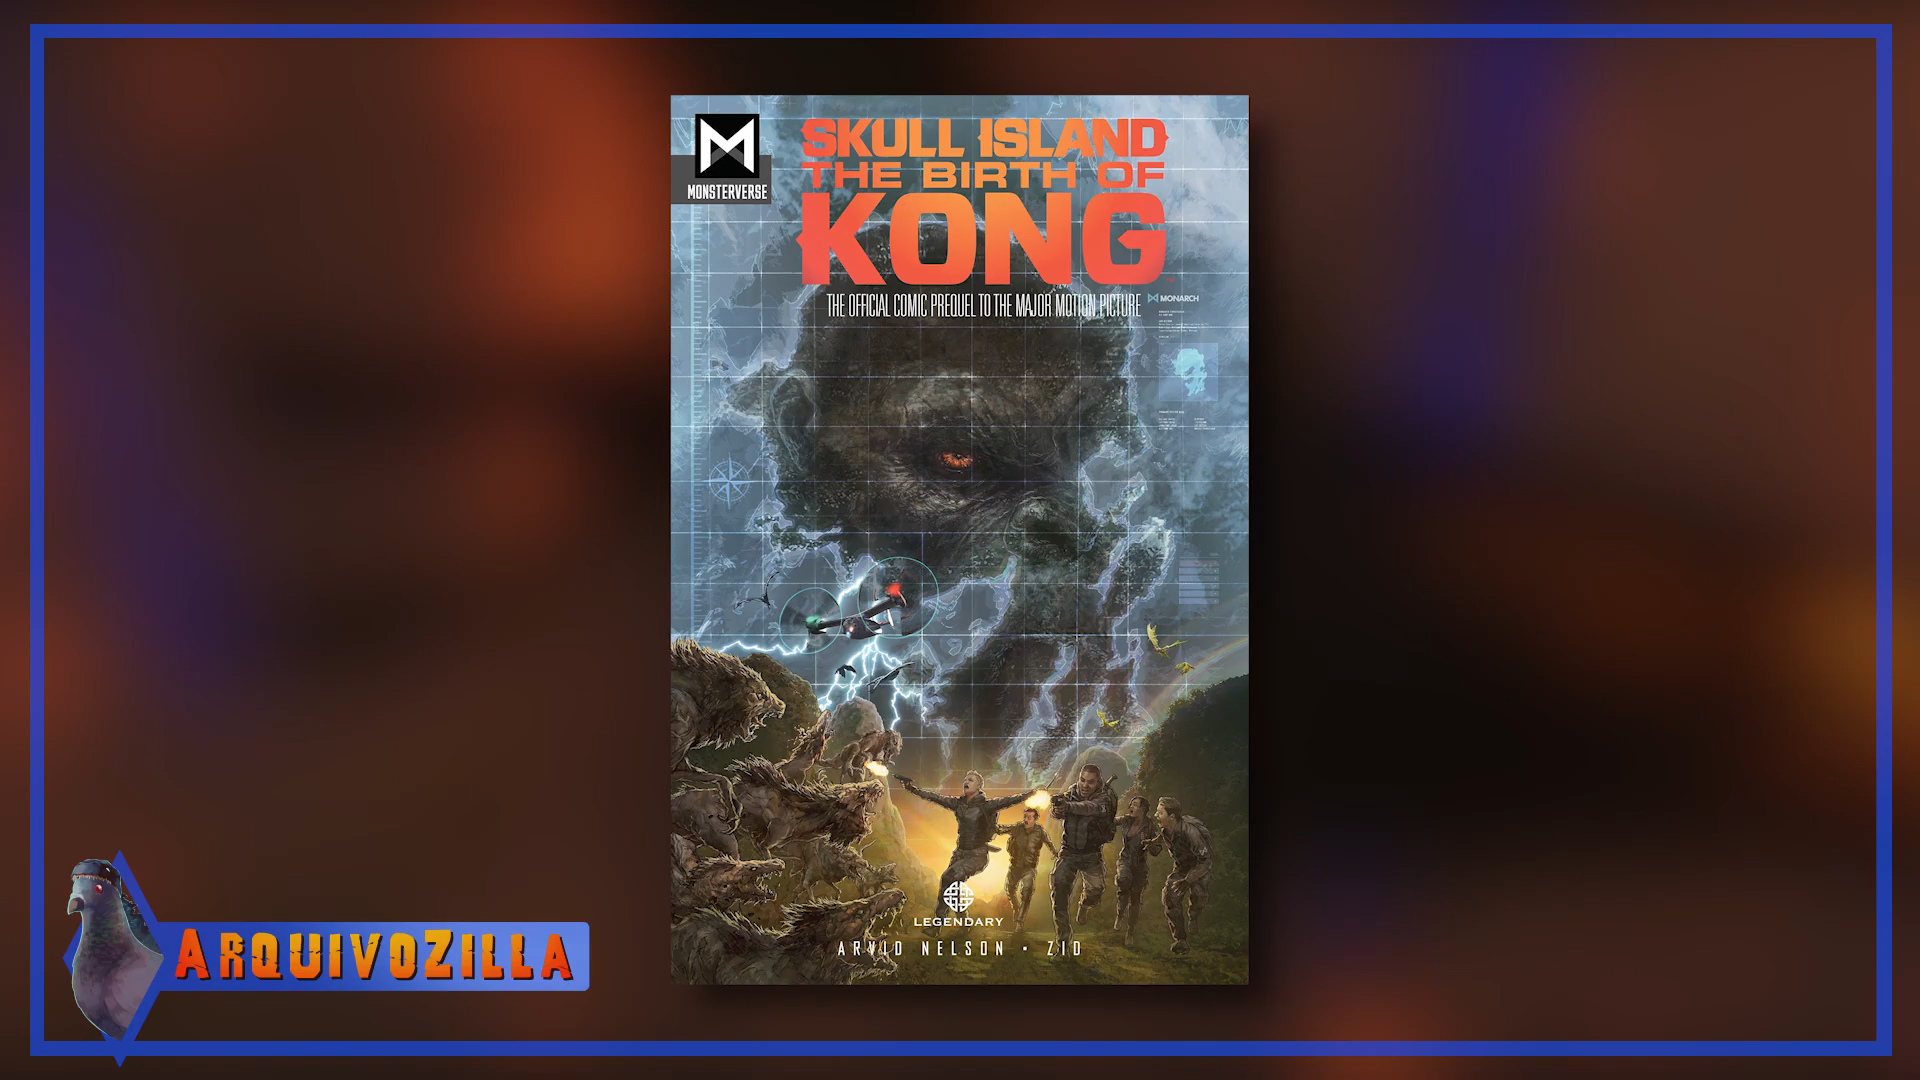 SKULL ISLAND
THE BIRTH OF
KONG
MONSTERVERSE
THE OFFICIAL COMIC PREQUEL TO THE MAJOR MOTION PICTURE
MONARCH
LEGENDARY
ARVID NELSON • ZID
ARQUIVOZILLA